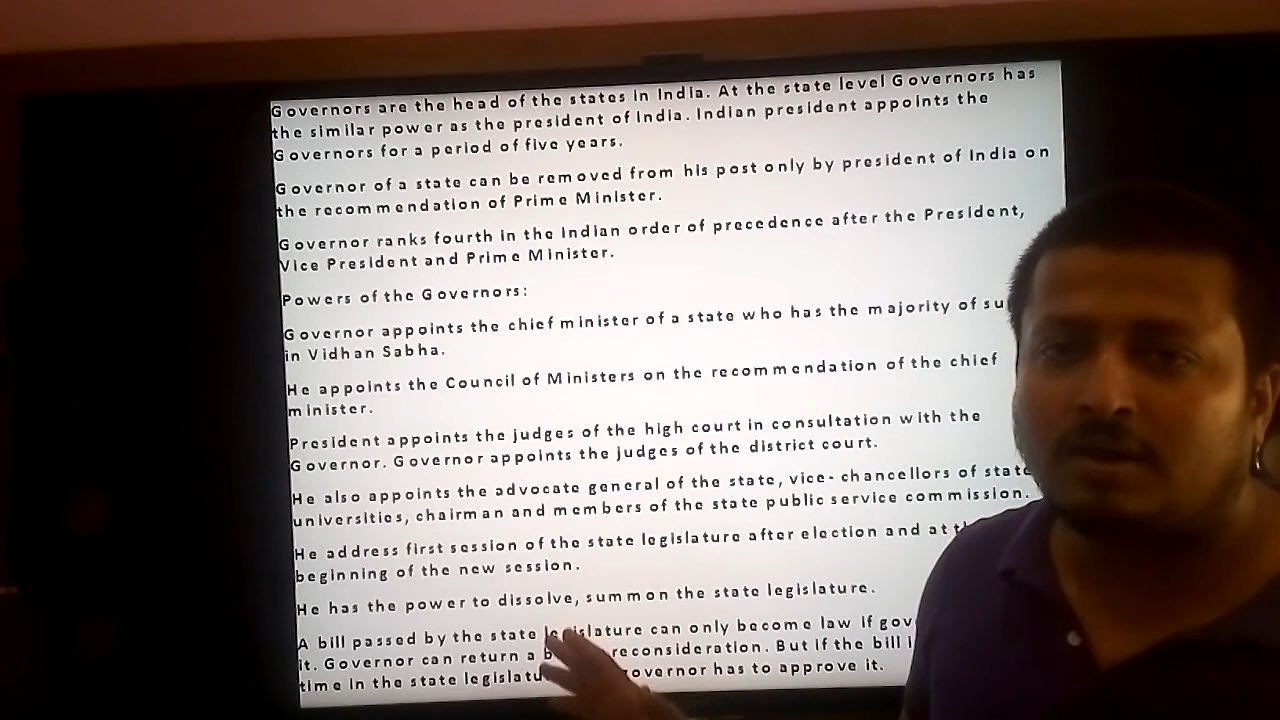 Governors are the head of the states in India. At the state level Governors has
the similar power as the president of India. Indian president appoints the
Governors for a period of five years.
Governor of a state can be removed from his post only by president of India on
the recommendation of Prime Minister.
Governor ranks fourth in the Indian order of precedence after the President,
Vice President and Prime Minister.
Powers of the Governors:
Governor appoints the chief minister of a state who has the majority of
in Vidhan Sabha.
He appoints the Council of Ministers on the recommendation of the chief
minister.
President appoints the judges of the high court in consultation with the
Governor. Governor appoints the judges of the district court.
He also appoints the advocate general of the state, vice- chancellors of state
universities, chairman and members of the state public service commission.
He address first session of the state legislature after election and at
beginning of the new session.
He has the power to dissolve, summon the state legislature.
A bill passed by the state legislature can only become law if
it. Governor can return a reconsideration. But if the bill
time in the state governor has to approve it.